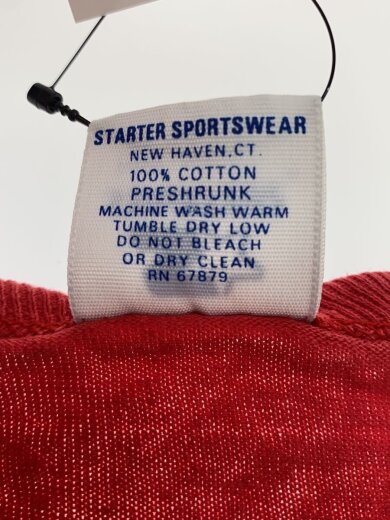 STARTER SPORTSWEAR
NEW HAVEN, CT.
100% COTTON
PRESHRUNK
MACHINE WASH WARM
TUMBLE DRY LOW
DO NOT BLEACH
OR DRY CLEAN
RN 67879